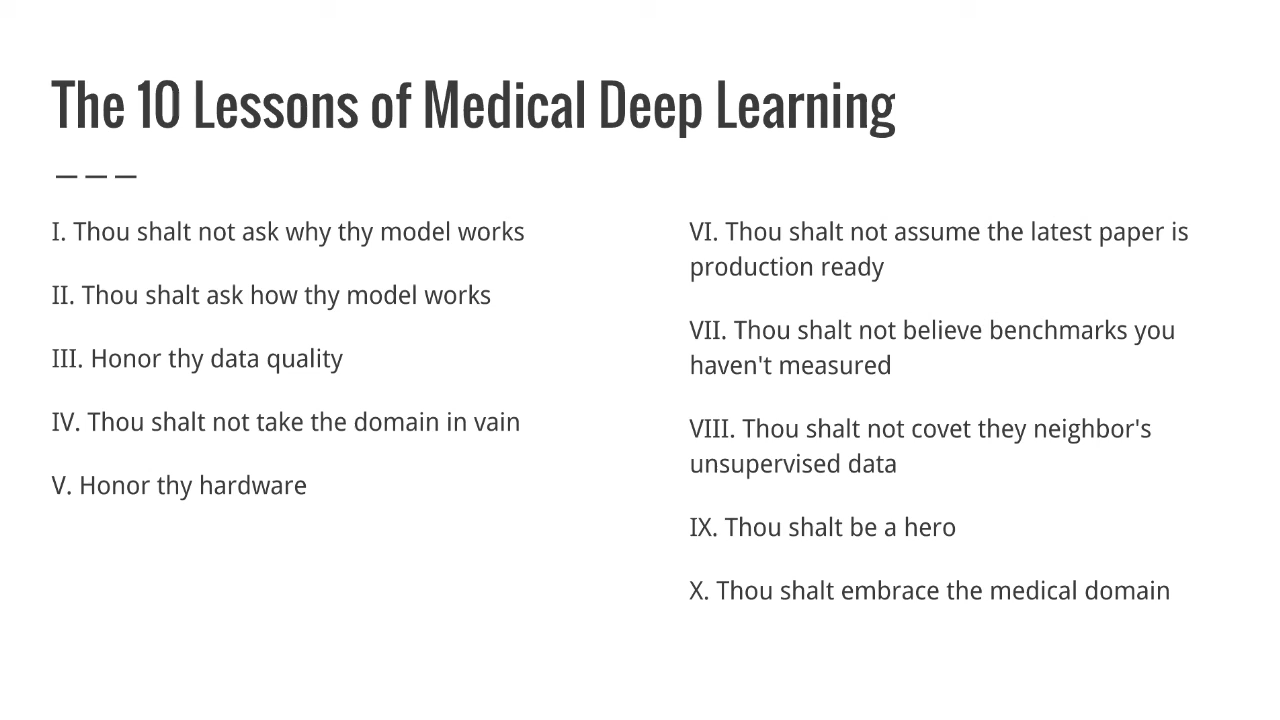 The 10 Lessons of Medical Deep Learning
I. Thou shalt not ask why thy model works
II. Thou shalt ask how thy model works
III. Honor thy data quality
IV. Thou shalt not take the domain in vain
V. Honor thy hardware
VI. Thou shalt not assume the latest paper is
production ready
VII. Thou shalt not believe benchmarks you
haven't measured
VIII. Thou shalt not covet they neighbor's
unsupervised data
IX. Thou shalt be a hero
X. Thou shalt embrace the medical domain